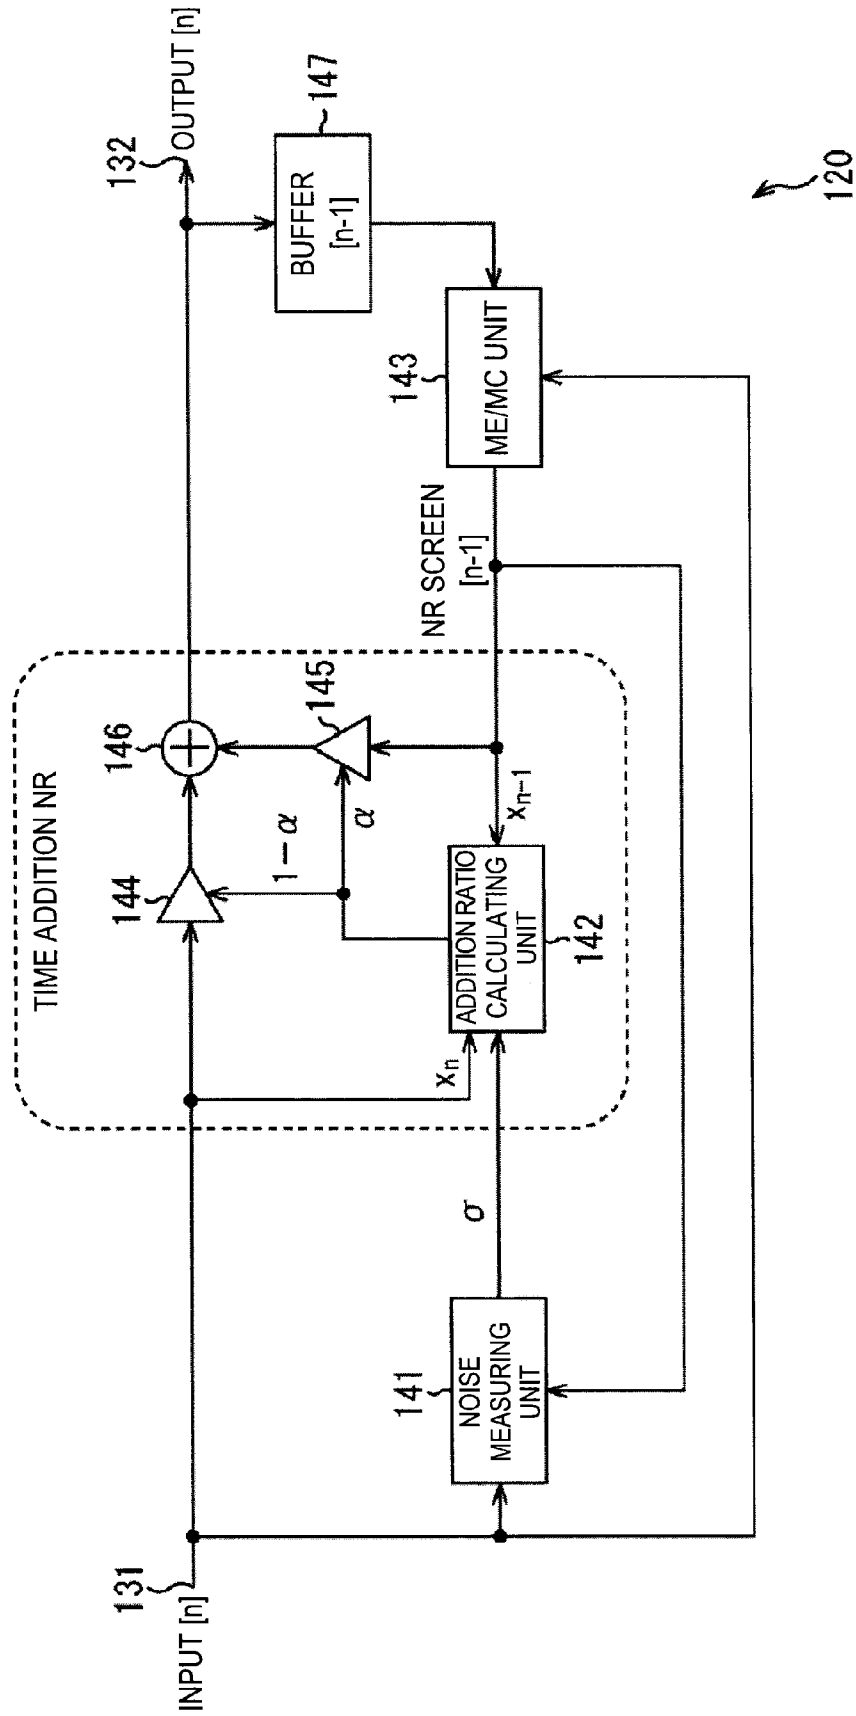 TIME ADDITION NR
131
INPUT [n]
144
146
132
OUTPUT [n]
1−α
α
145
BUFFER
[n-1]
147
xn
xn−1
NR SCREEN
[n-1]
143
ME/MC UNIT
141
NOISE
MEASURING
UNIT
σ
ADDITION RATIO
CALCULATING
UNIT
142
120